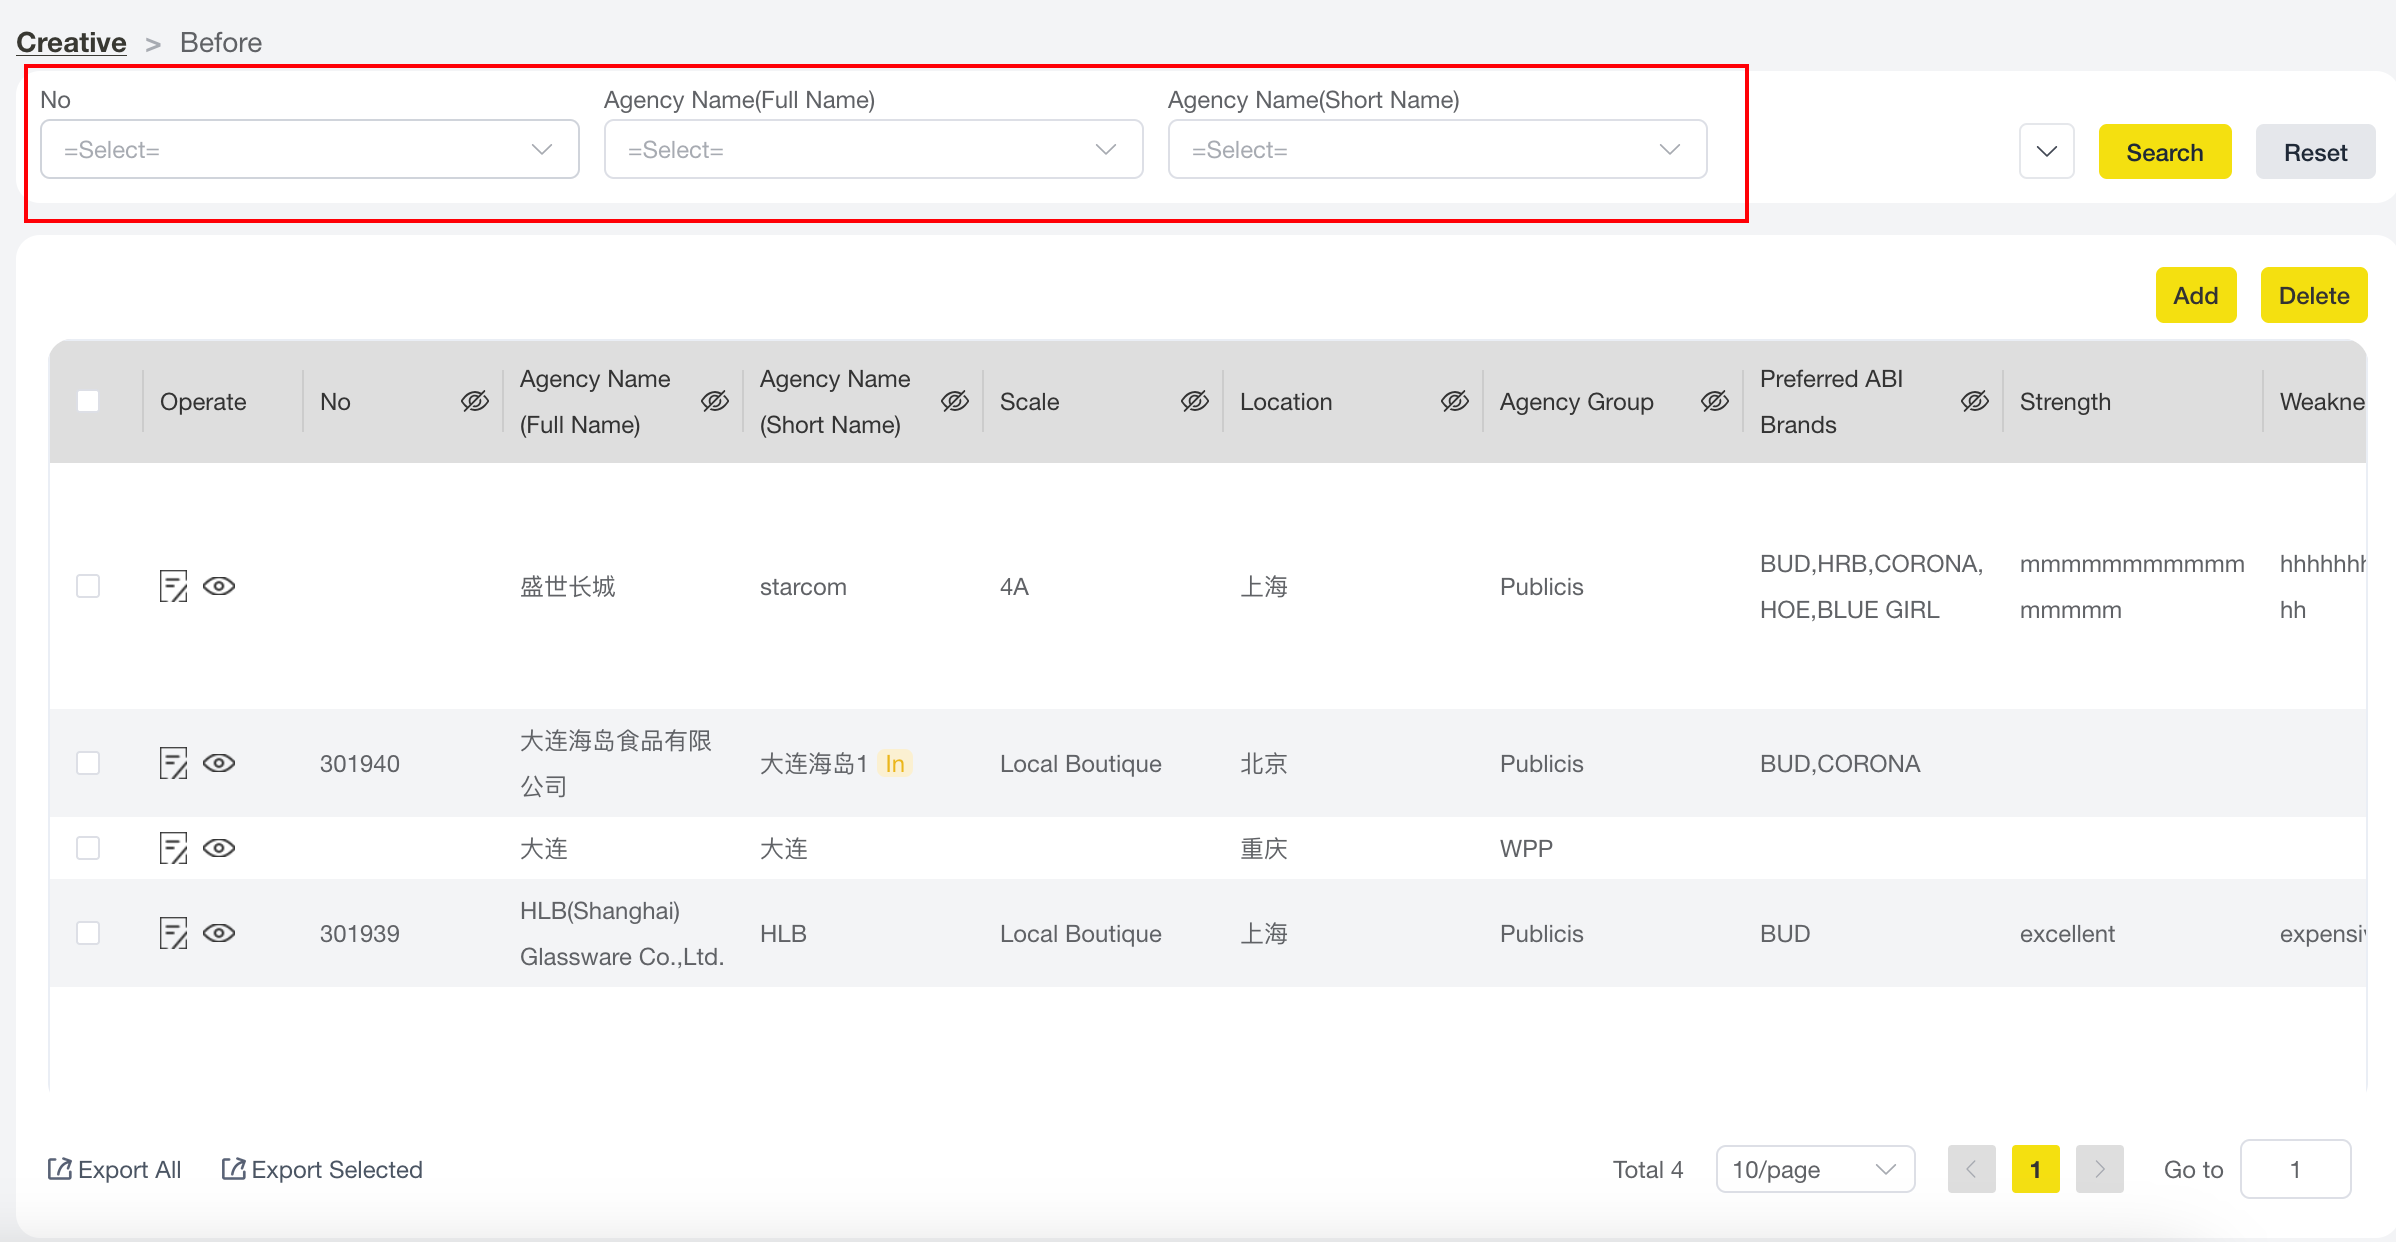 Creative > Before
No
Agency Name(Full Name)
Agency Name(Short Name)
=Select=
=Select=
=Select=
Search
Reset
Add
Delete
Operate
No
Agency Name
(Full Name)
Agency Name
(Short Name)
Scale
Location
Agency Group
Preferred ABI
Brands
Strength
Weakne
盛世长城
starcom
4A
上海
Publicis
BUD,HRB,CORONA,
HOE,BLUE GIRL
mmmmmmmmmmm
mmmmm
hhhhhhh
hh
301940
大连海岛食品有限
公司
大连海岛1 In
Local Boutique
北京
Publicis
BUD,CORONA
大连
大连
重庆
WPP
301939
HLB(Shanghai)
Glassware Co.,Ltd.
HLB
Local Boutique
上海
Publicis
BUD
excellent
expensi
Export All
Export Selected
Total 4
10/page
1
Go to
1